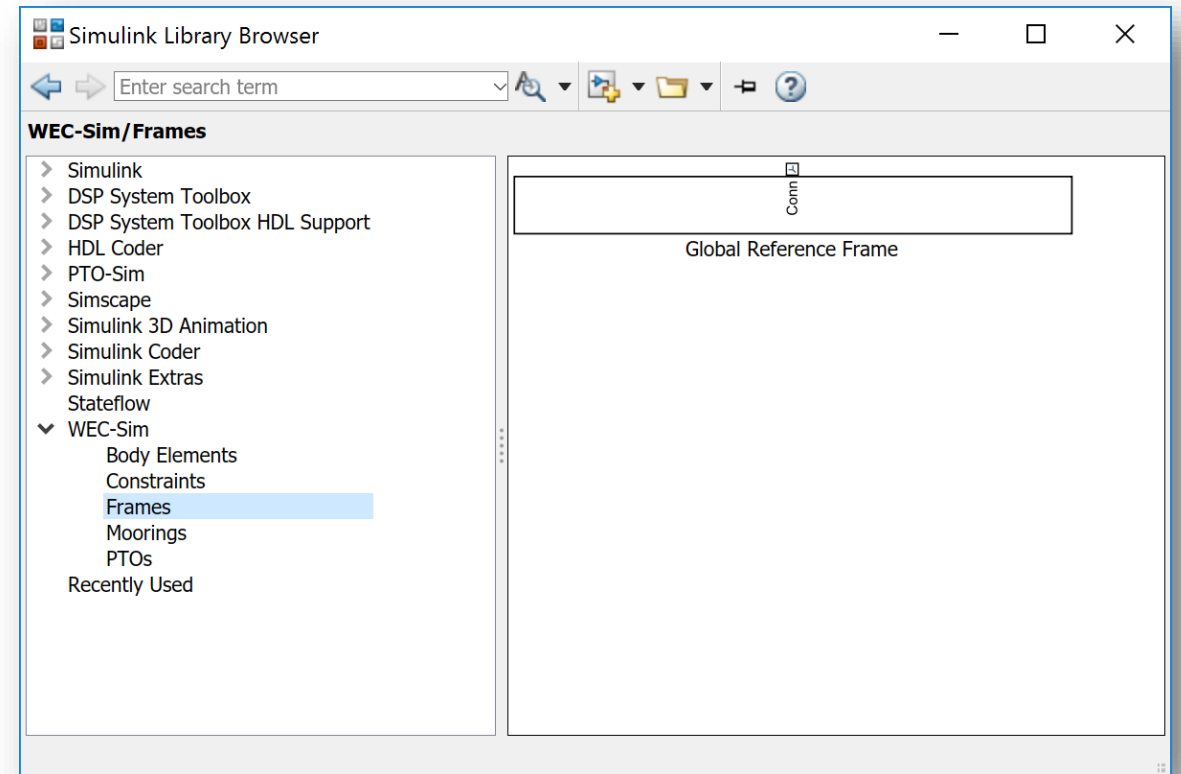 Simulink Library Browser
Enter search term
WEC-Sim/Frames
Simulink
DSP System Toolbox
DSP System Toolbox HDL Support
HDL Coder
PTO-Sim
Simscape
Simulink 3D Animation
Simulink Coder
Simulink Extras
Stateflow
WEC-Sim
Body Elements
Constraints
Frames
Moorings
PTOs
Recently Used
Conn
Global Reference Frame